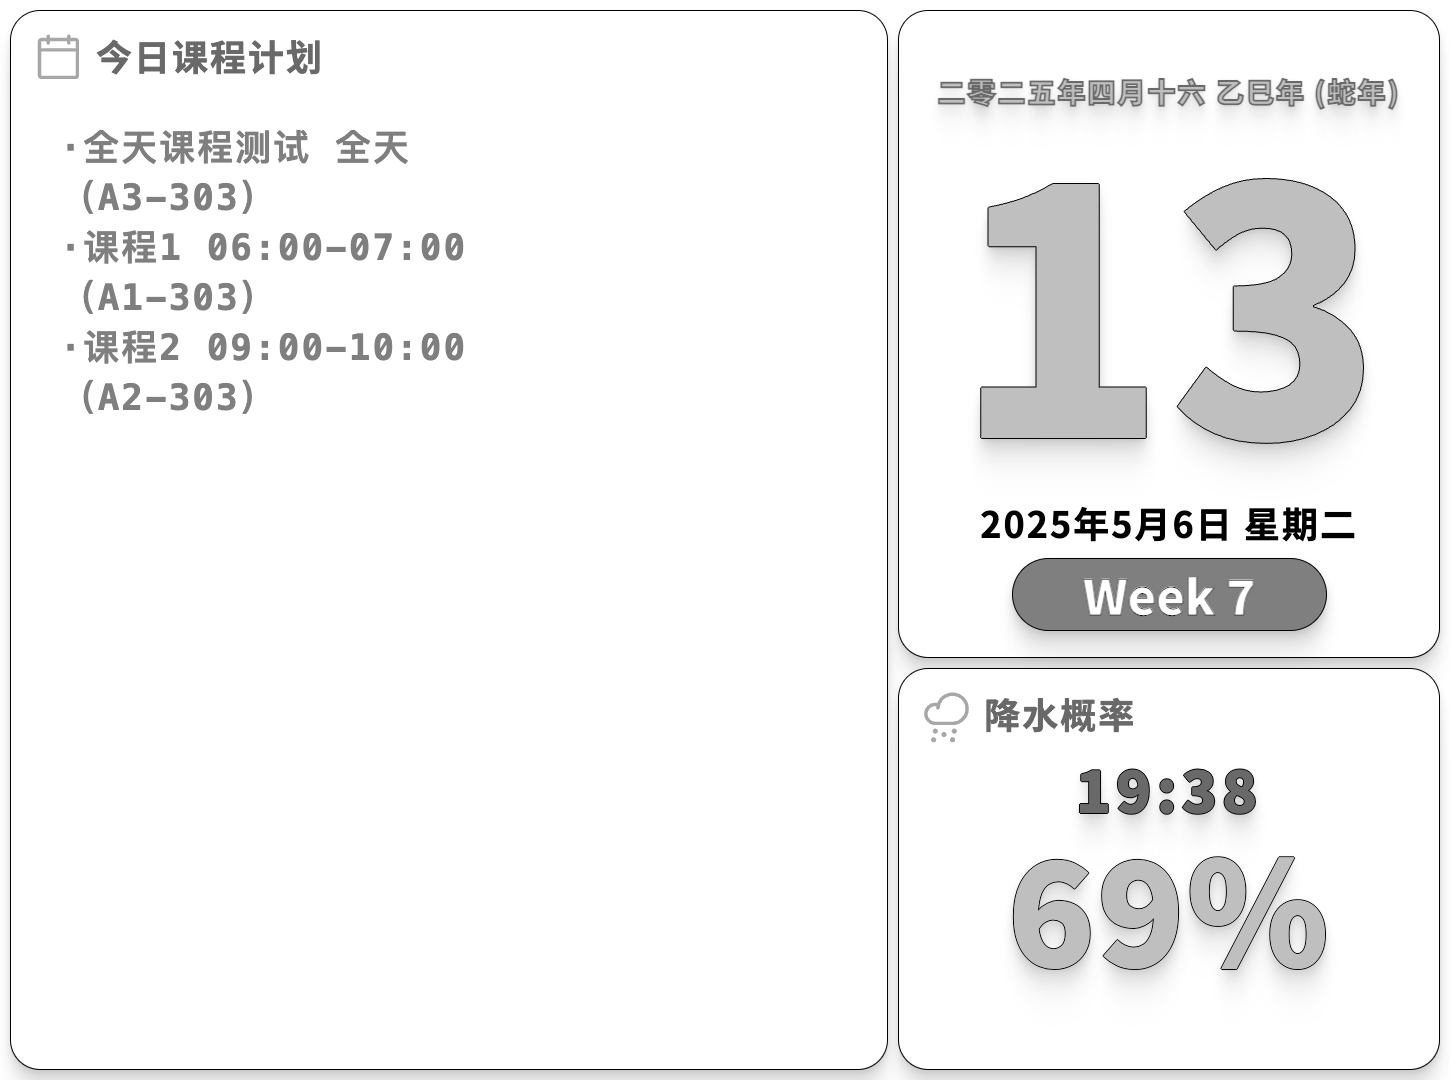 今日课程计划
·全天课程测试 全天
(A3-303)
·课程1 06:00-07:00
(A1-303)
·课程2 09:00-10:00
(A2-303)
二零二五年四月十六 乙巳年 (蛇年)
13
2025年5月6日 星期二
Week 7
降水概率
19:38
69%